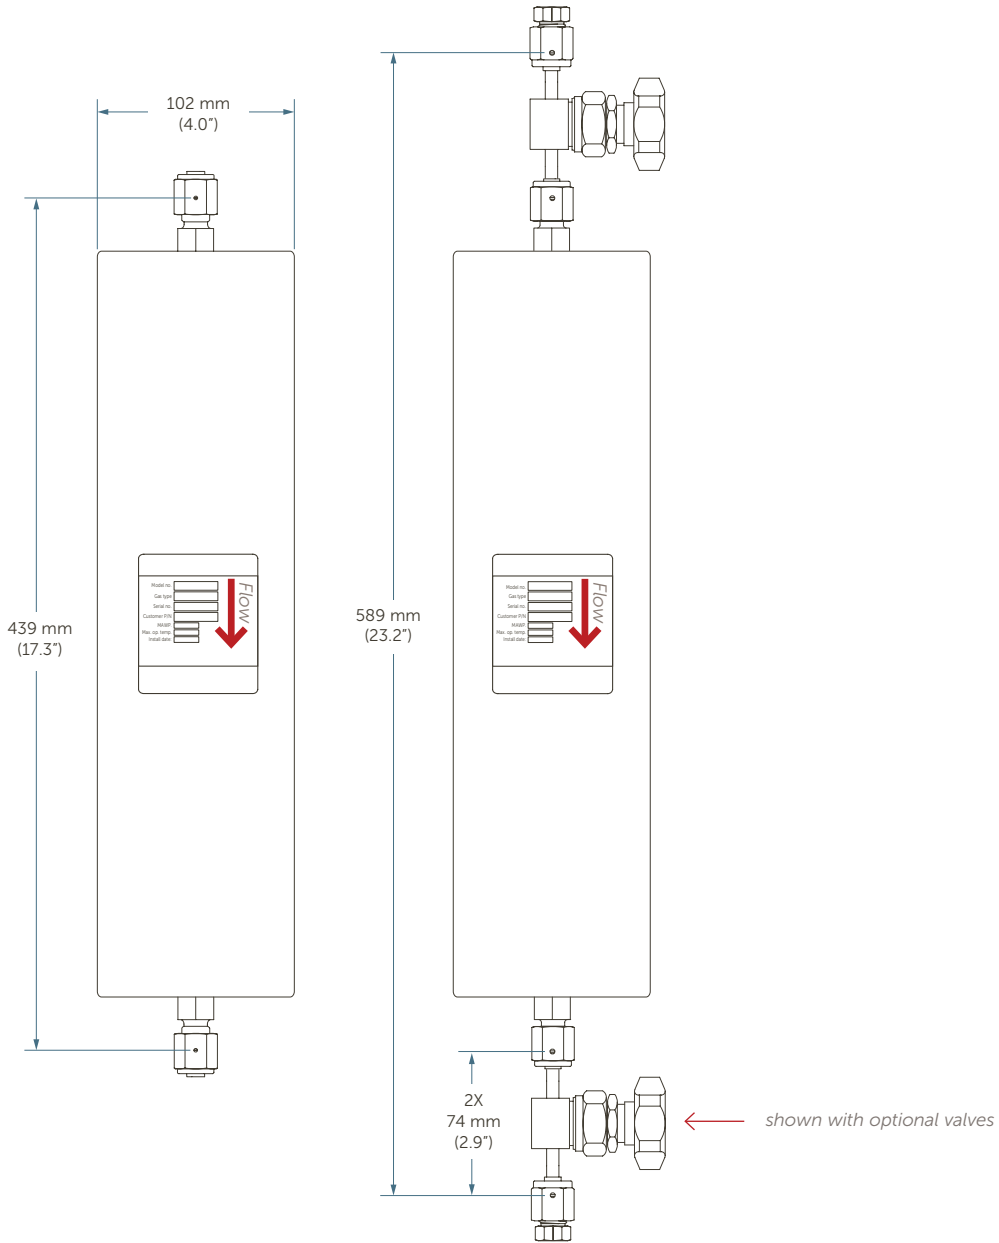 102 mm
(4.0")
439 mm
(17.3")
Model no.
Gas type
Serial no.
Customer P/N
MAWP
Max. op. temp.
Install date
Flow
589 mm
(23.2")
Model no.
Gas type
Serial no.
Customer P/N
MAWP
Max. op. temp.
Install date
Flow
2X
74 mm
(2.9")
shown with optional valves